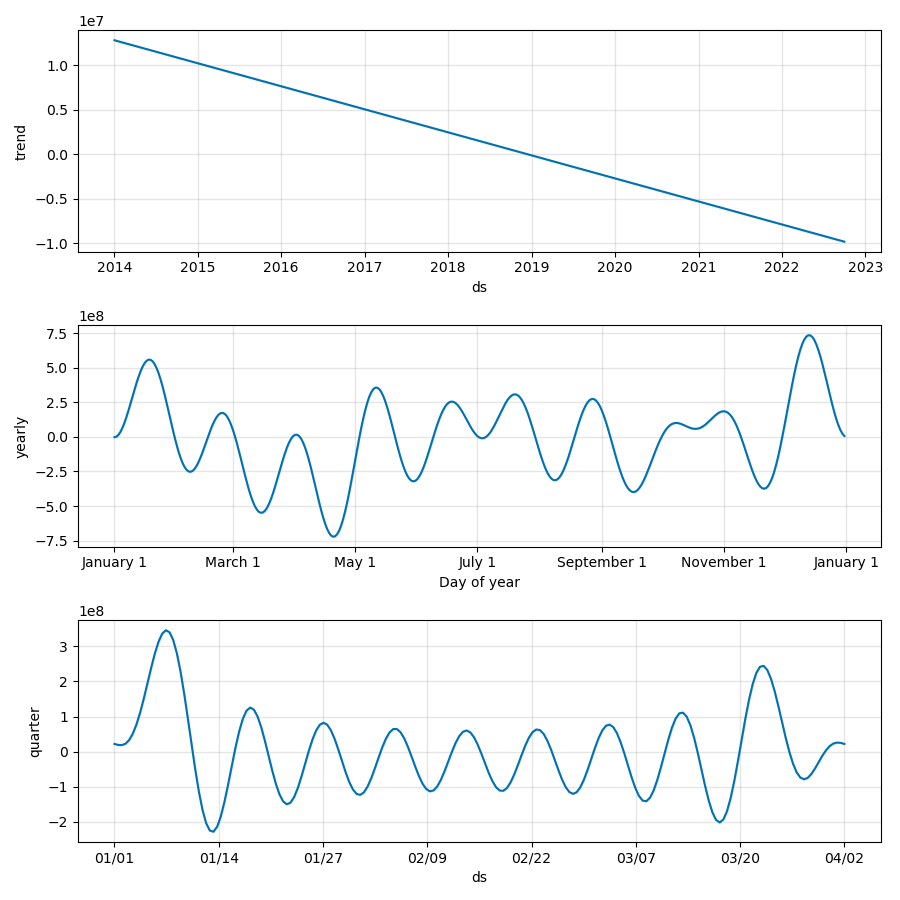 1e7
1.0
0.5
0.0
−0.5
−1.0
trend
2014 2015 2016 2017 2018 2019 2020 2021 2022 2023
ds
1e8
7.5
5.0
2.5
0.0
−2.5
−5.0
−7.5
yearly
January 1 March 1 May 1 July 1 September 1 November 1 January 1
Day of year
1e8
3
2
1
0
−1
−2
quarter
01/01 01/14 01/27 02/09 02/22 03/07 03/20 04/02
ds